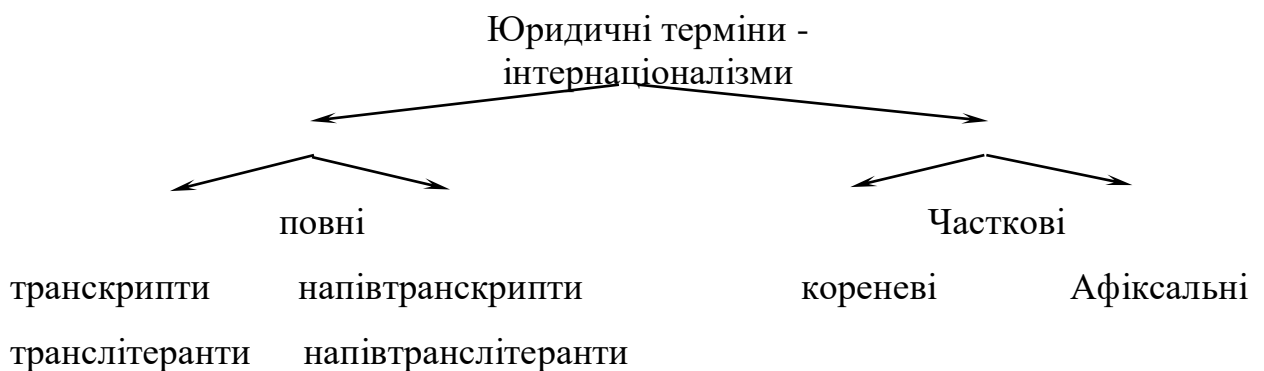 Юридичні терміни -
інтернаціоналізми
повні Часткові
транскрипти напівтранскрипти кореневі Афіксальні
транслітеранти напівтранслітеранти